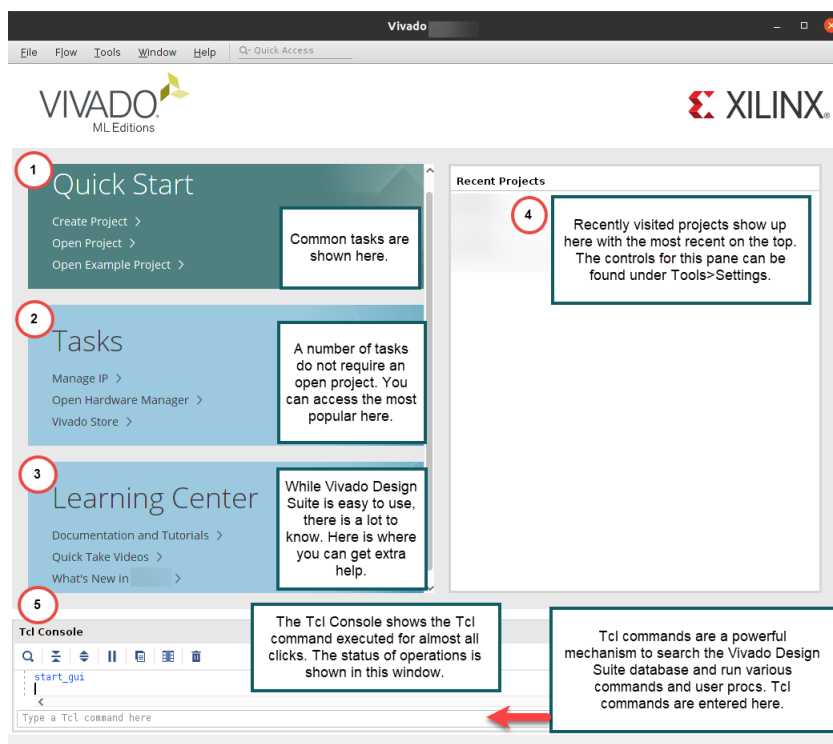 Vivado
File Flow Tools Window Help Quick Access
VIVADO.
ML Editions
XILINX.
1
Quick Start
Create Project >
Open Project >
Open Example Project >
Common tasks are
shown here.
2
Tasks
Manage IP >
Open Hardware Manager >
Vivado Store >
A number of tasks
do not require an
open project. You
can access the most
popular here.
3
Learning Center
Documentation and Tutorials >
Quick Take Videos >
What's New in >
While Vivado Design
Suite is easy to use,
there is a lot to
know. Here is where
you can get extra
help.
Recent Projects
4
Recently visited projects show up
here with the most recent on the top.
The controls for this pane can be
found under Tools>Settings.
5
Tcl Console
start_gui
Type a Tcl command here
The Tcl Console shows the Tcl
command executed for almost all
clicks. The status of operations is
shown in this window.
Tcl commands are a powerful
mechanism to search the Vivado Design
Suite database and run various
commands and user procs. Tcl
commands are entered here.